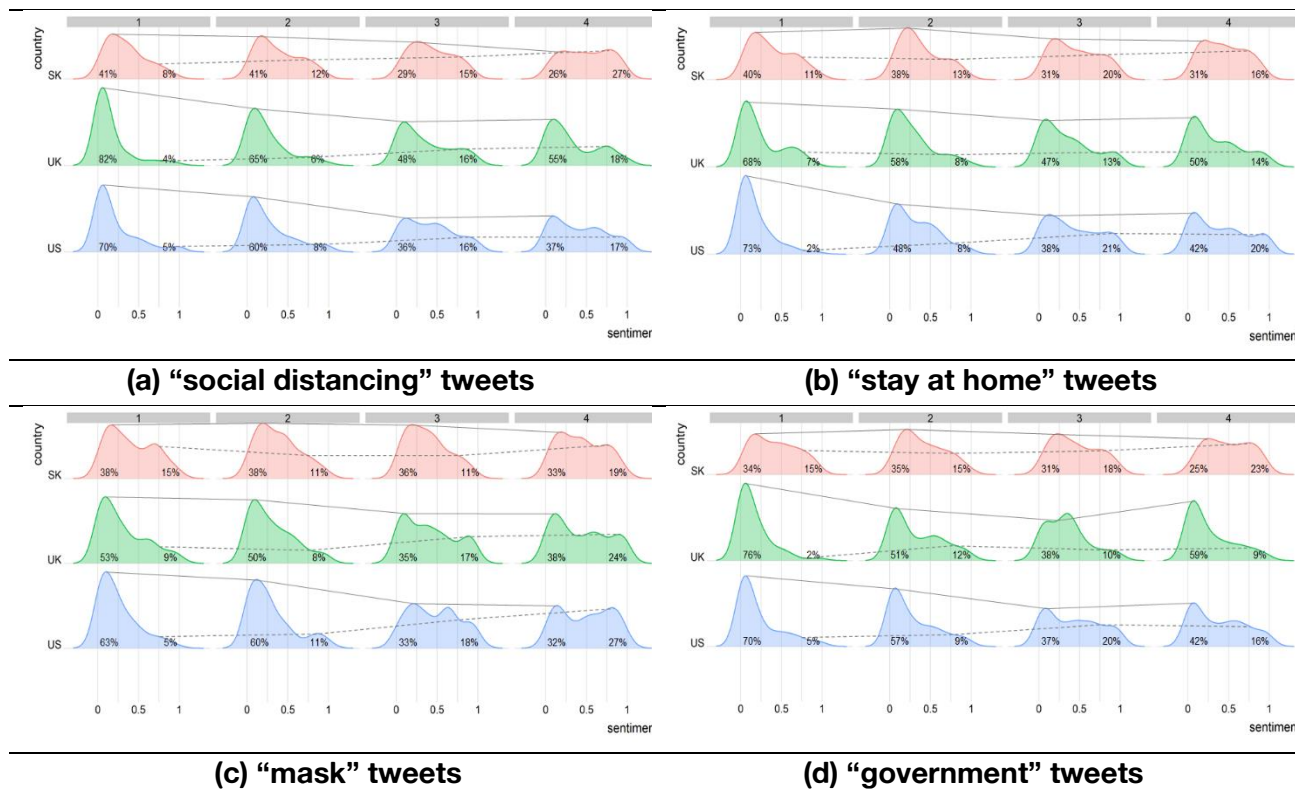 1 2 3 4
country
SK 41% 8% 41% 12% 29% 15% 26% 27%
UK 82% 4% 65% 6% 48% 16% 55% 18%
US 70% 5% 60% 8% 36% 16% 37% 17%
0 0.5 1 0 0.5 1 0 0.5 1 0 0.5 1
sentimen
(a) “social distancing” tweets
1 2 3 4
country
SK 40% 11% 38% 13% 31% 20% 31% 16%
UK 68% 7% 58% 8% 47% 13% 50% 14%
US 73% 2% 48% 8% 38% 21% 42% 20%
0 0.5 1 0 0.5 1 0 0.5 1 0 0.5 1
sentimen
(b) “stay at home” tweets
1 2 3 4
country
SK 38% 15% 38% 11% 36% 11% 33% 19%
UK 53% 9% 50% 8% 35% 17% 38% 24%
US 63% 5% 60% 11% 33% 18% 32% 27%
0 0.5 1 0 0.5 1 0 0.5 1 0 0.5 1
sentimen
(c) “mask” tweets
1 2 3 4
country
SK 34% 15% 35% 15% 31% 18% 25% 23%
UK 76% 2% 51% 12% 38% 10% 59% 9%
US 70% 5% 57% 9% 37% 20% 42% 16%
0 0.5 1 0 0.5 1 0 0.5 1 0 0.5 1
sentimen
(d) “government” tweets